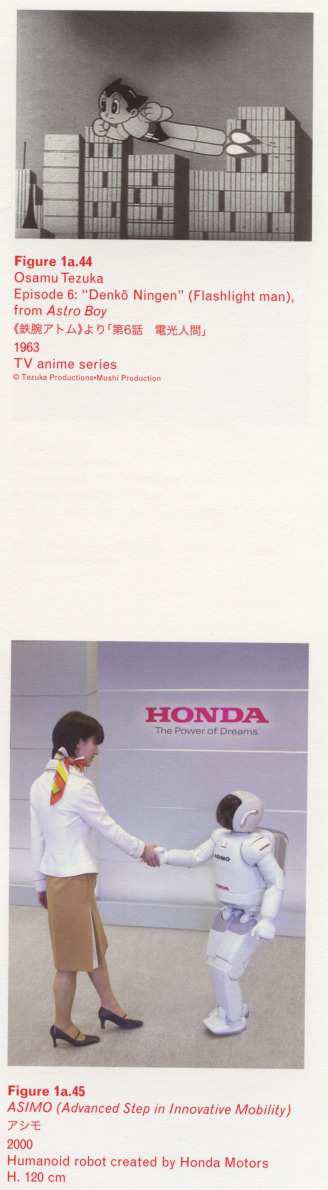 Figure 1a.44
Osamu Tezuka
Episode 6: “Denkō Ningen” (Flashlight man),
from Astro Boy
《鉄腕アトム》より「第6話　電光人間」
1963
TV anime series
© Tezuka Productions•Mushi Production
HONDA
The Power of Dreams
ASIMO
HONDA
Figure 1a.45
ASIMO (Advanced Step in Innovative Mobility)
アシモ
2000
Humanoid robot created by Honda Motors
H. 120 cm